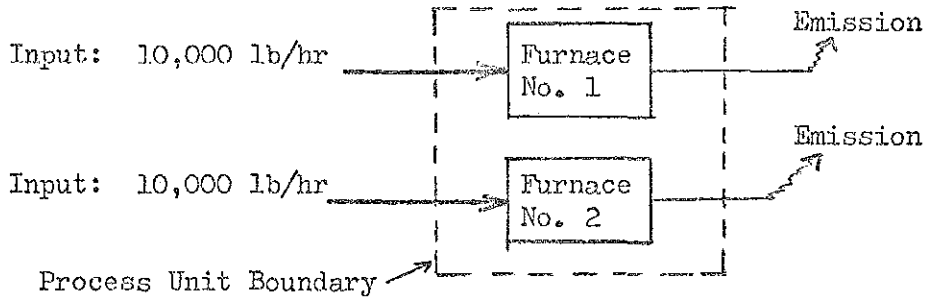 Emission
Input: 10,000 lb/hr
Furnace
No. 1
Emission
Input: 10,000 lb/hr
Furnace
No. 2
Process Unit Boundary